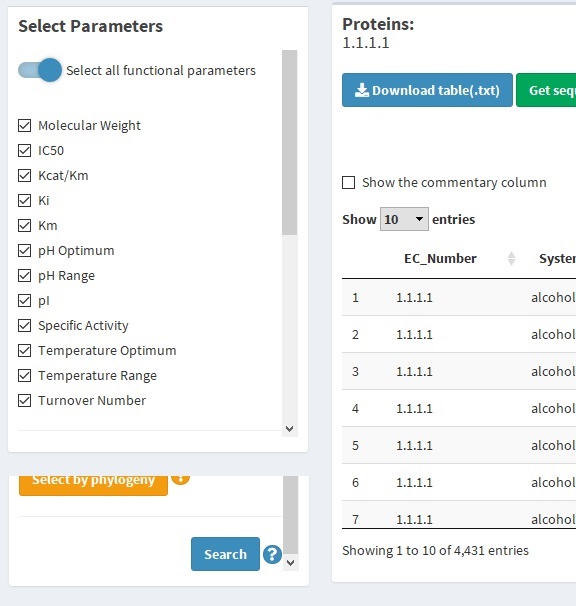 Select Parameters
Select all functional parameters
Molecular Weight
IC50
Kcat/Km
Ki
Km
pH Optimum
pH Range
pI
Specific Activity
Temperature Optimum
Temperature Range
Turnover Number
Select by phylogeny ?
Search ?
Proteins:
1.1.1.1
Download table(.txt) Get sequ
Show the commentary column
Show 10 entries
EC_Number System
1 1.1.1.1 alcohol
2 1.1.1.1 alcohol
3 1.1.1.1 alcohol
4 1.1.1.1 alcohol
5 1.1.1.1 alcohol
6 1.1.1.1 alcohol
7 1.1.1.1 alcohol
Showing 1 to 10 of 4,431 entries